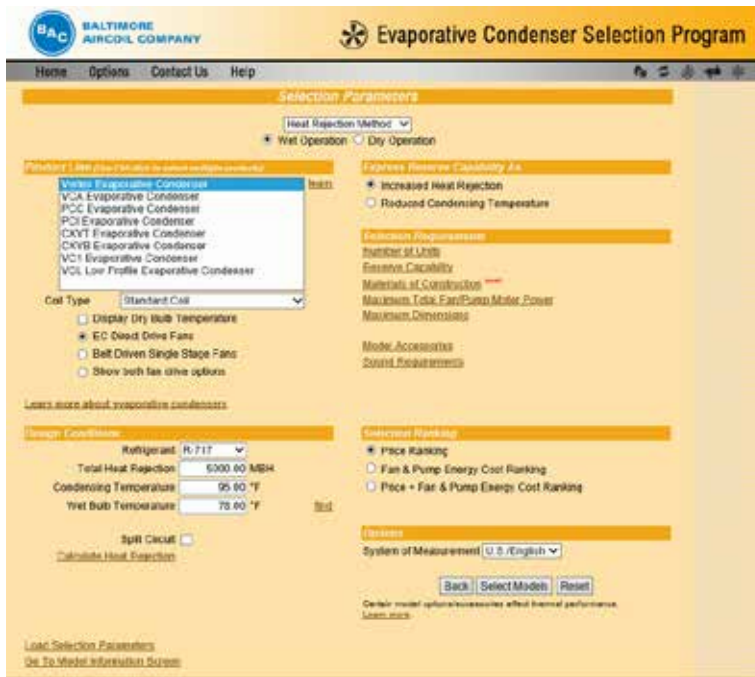 BAC
BALTIMORE
AIRCOIL COMPANY
Evaporative Condenser Selection Program
Home Options Contact Us Help
Selection Parameters
Heat Rejection Method
Wet Operation Dry Operation
Product Line
Vertex Evaporative Condenser
VCA Evaporative Condenser
PCC Evaporative Condenser
PCI Evaporative Condenser
CXVT Evaporative Condenser
CXVB Evaporative Condenser
VC1 Evaporative Condenser
VCL Low Profile Evaporative Condenser
learn
Coil Type Standard Coil
Display Dry Bulb Temperature
EC Direct Drive Fans
Belt Driven Single Stage Fans
Show both fan drive options
Learn more about evaporative condensers
Express Reserve Capability As
Increased Heat Rejection
Reduced Condensing Temperature
Selection Requirements
Number of Units
Reserve Capability
Materials of Construction
Maximum Total Fan/Pump Motor Power
Maximum Dimensions
Model Accessories
Sound Requirements
Design Conditions
Refrigerant R-717
Total Heat Rejection 5000.00 MBH
Condensing Temperature 95.00 °F
Wet Bulb Temperature 78.00 °F find
Split Circuit
Calculate Heat Rejection
Selection Ranking
Price Ranking
Fan & Pump Energy Cost Ranking
Price + Fan & Pump Energy Cost Ranking
Options
System of Measurement U.S./English
Back Select Models Reset
Certain model options/accessories affect thermal performance.
Learn more.
Load Selection Parameters
Go To Model Information Screen